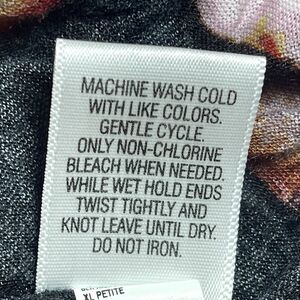 MACHINE WASH COLD
WITH LIKE COLORS.
GENTLE CYCLE.
ONLY NON-CHLORINE
BLEACH WHEN NEEDED.
WHILE WET HOLD ENDS
TWIST TIGHTLY AND
KNOT LEAVE UNTIL DRY.
DO NOT IRON.
XL PETITE